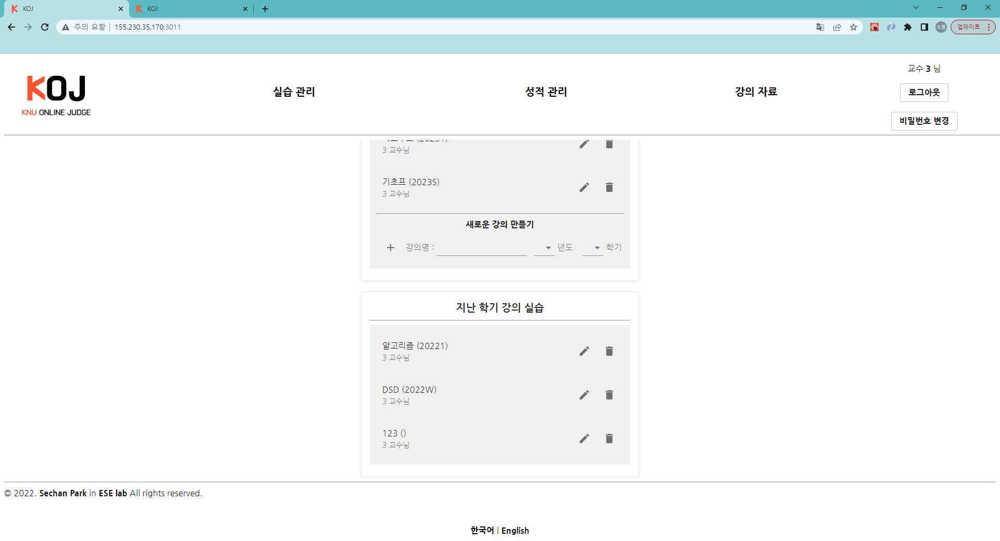 KOJ
KOJ
주의 요함 | 155.230.35.170:3011
초롬
업데이트
KOJ
KNU ONLINE JUDGE
실습 관리
성적 관리
강의 자료
교수 3 님
로그아웃
비밀번호 변경
3 교수님
기초프 (2023S)
3 교수님
새로운 강의 만들기
강의명 : 년도 학기
지난 학기 강의 실습
알고리즘 (20221)
3 교수님
DSD (2022W)
3 교수님
123 ()
3 교수님
© 2022. Sechan Park in ESE lab All rights reserved.
한국어 | English